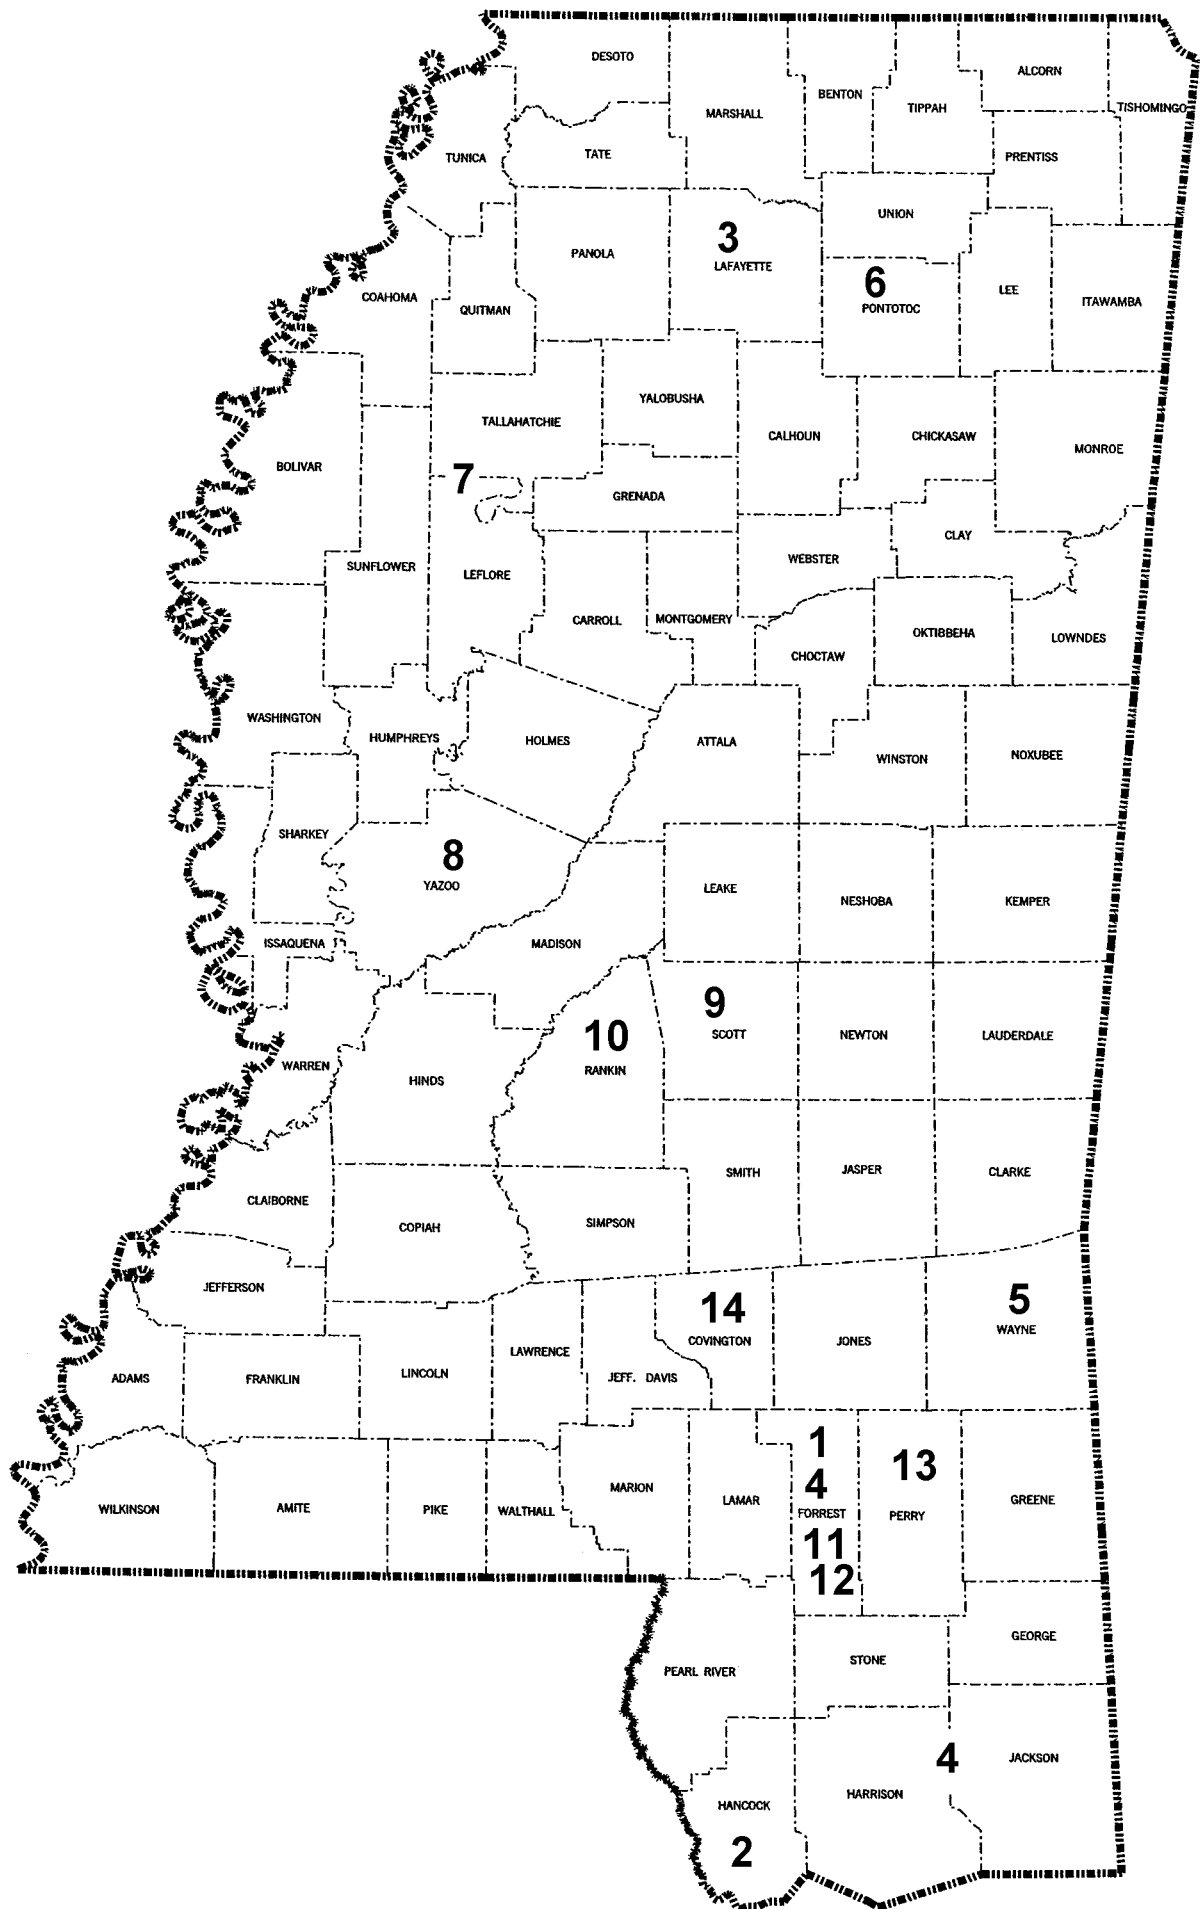 DESOTO
ALCORN
BENTON
TIPPAH
TISHOMINGO
MARSHALL
TUNICA
TATE
PRENTISS
UNION
3
LAFAYETTE
PANOLA
6
PONTOTOC
LEE
ITAWAMBA
COAHOMA
QUITMAN
YALOBUSHA
TALLAHATCHIE
CALHOUN
CHICKASAW
MONROE
BOLIVAR
7
GRENADA
CLAY
WEBSTER
SUNFLOWER
LEFLORE
CARROLL
MONTGOMERY
OKTIBBEHA
LOWNDES
CHOCTAW
WASHINGTON
HUMPHREYS
HOLMES
ATTALA
WINSTON
NOXUBEE
SHARKEY
8
YAZOO
LEAKE
NESHOBA
KEMPER
ISSAQUENA
MADISON
9
SCOTT
10
RANKIN
NEWTON
LAUDERDALE
WARREN
HINDS
SMITH
JASPER
CLARKE
CLAIBORNE
COPIAH
SIMPSON
JEFFERSON
14
COVINGTON
JONES
5
WAYNE
LAWRENCE
ADAMS
FRANKLIN
LINCOLN
JEFF. DAVIS
1
4
FORREST
11
12
13
PERRY
MARION
LAMAR
GREENE
WILKINSON
AMITE
PIKE
WALTHALL
GEORGE
STONE
PEARL RIVER
4
JACKSON
HARRISON
HANCOCK
2